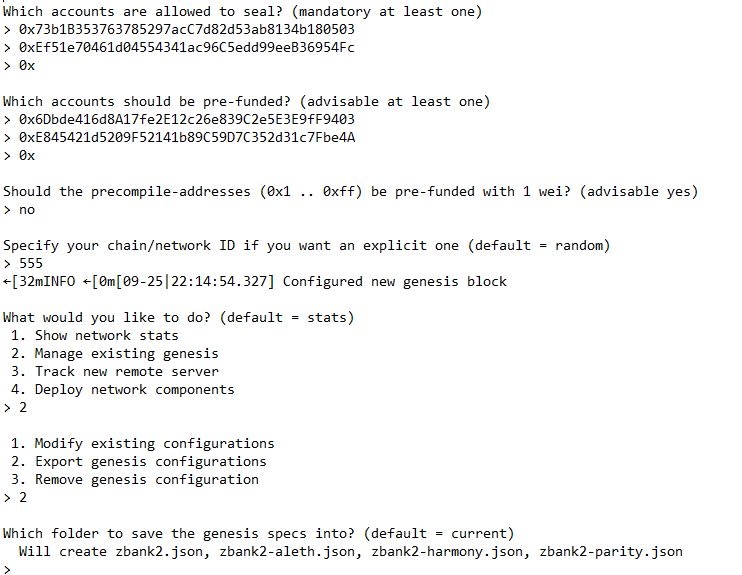 Which accounts are allowed to seal? (mandatory at least one)
> 0x73b1B353763785297acC7d82d53ab8134b180503
> 0xEf51e70461d04554341ac96C5edd99eeB36954Fc
> 0x
Which accounts should be pre-funded? (advisable at least one)
> 0x6Dbde416d8A17fe2E12c26e839C2e5E3E9fF9403
> 0xE845421d5209F52141b89C59D7C352d31c7Fbe4A
> 0x
Should the precompile-addresses (0x1 .. 0xff) be pre-funded with 1 wei? (advisable yes)
> no
Specify your chain/network ID if you want an explicit one (default = random)
> 555
←[32mINFO ←[0m[09-25|22:14:54.327] Configured new genesis block
What would you like to do? (default = stats)
1. Show network stats
2. Manage existing genesis
3. Track new remote server
4. Deploy network components
> 2
1. Modify existing configurations
2. Export genesis configurations
3. Remove genesis configuration
> 2
Which folder to save the genesis specs into? (default = current)
Will create zbank2.json, zbank2-aleth.json, zbank2-harmony.json, zbank2-parity.json
>